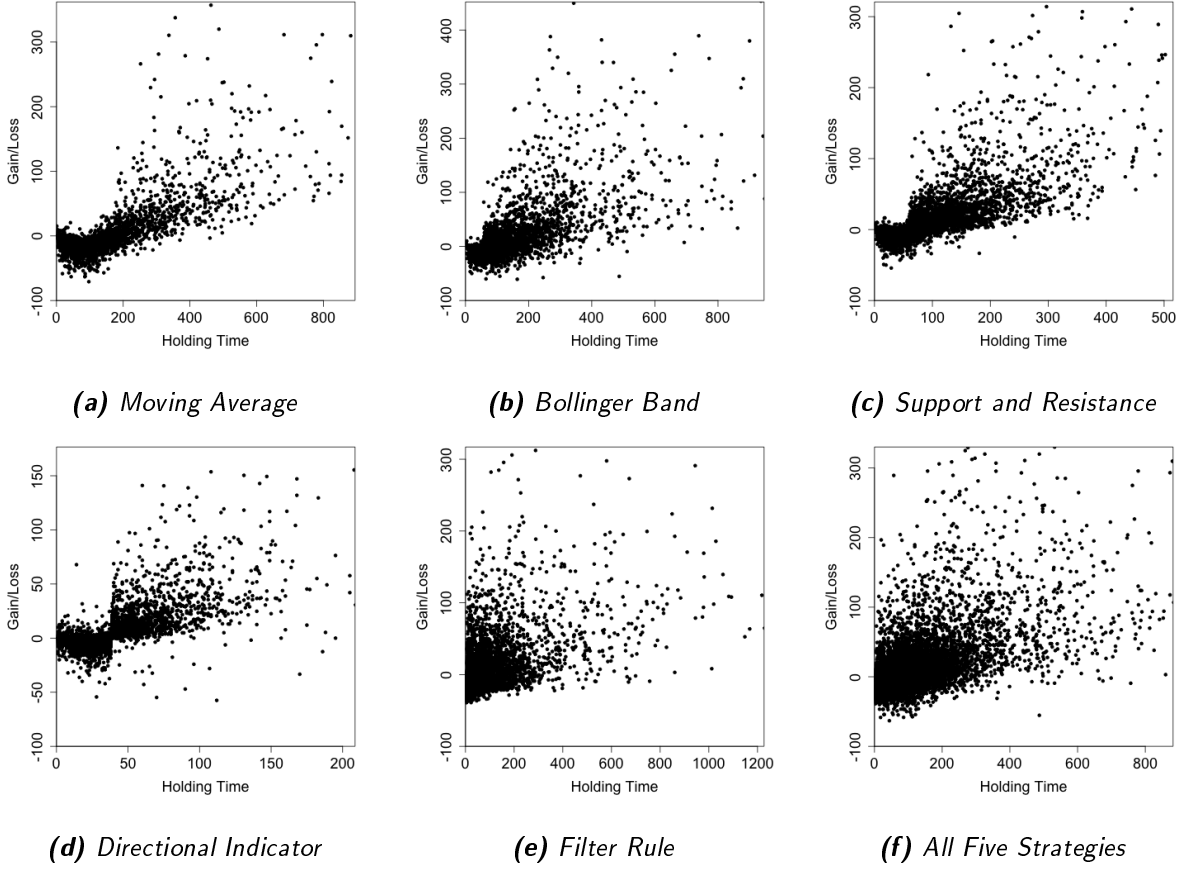 300
200
100
0
-100
Gain/Loss
0 200 400 600 800
Holding Time
(a) Moving Average
400
300
200
100
0
-100
Gain/Loss
0 200 400 600 800
Holding Time
(b) Bollinger Band
300
200
100
0
-100
Gain/Loss
0 100 200 300 400 500
Holding Time
(c) Support and Resistance
150
100
50
0
-50
-100
Gain/Loss
0 50 100 150 200
Holding Time
(d) Directional Indicator
300
200
100
0
-100
Gain/Loss
0 200 400 600 800 1000 1200
Holding Time
(e) Filter Rule
300
200
100
0
-100
Gain/Loss
0 200 400 600 800
Holding Time
(f) All Five Strategies